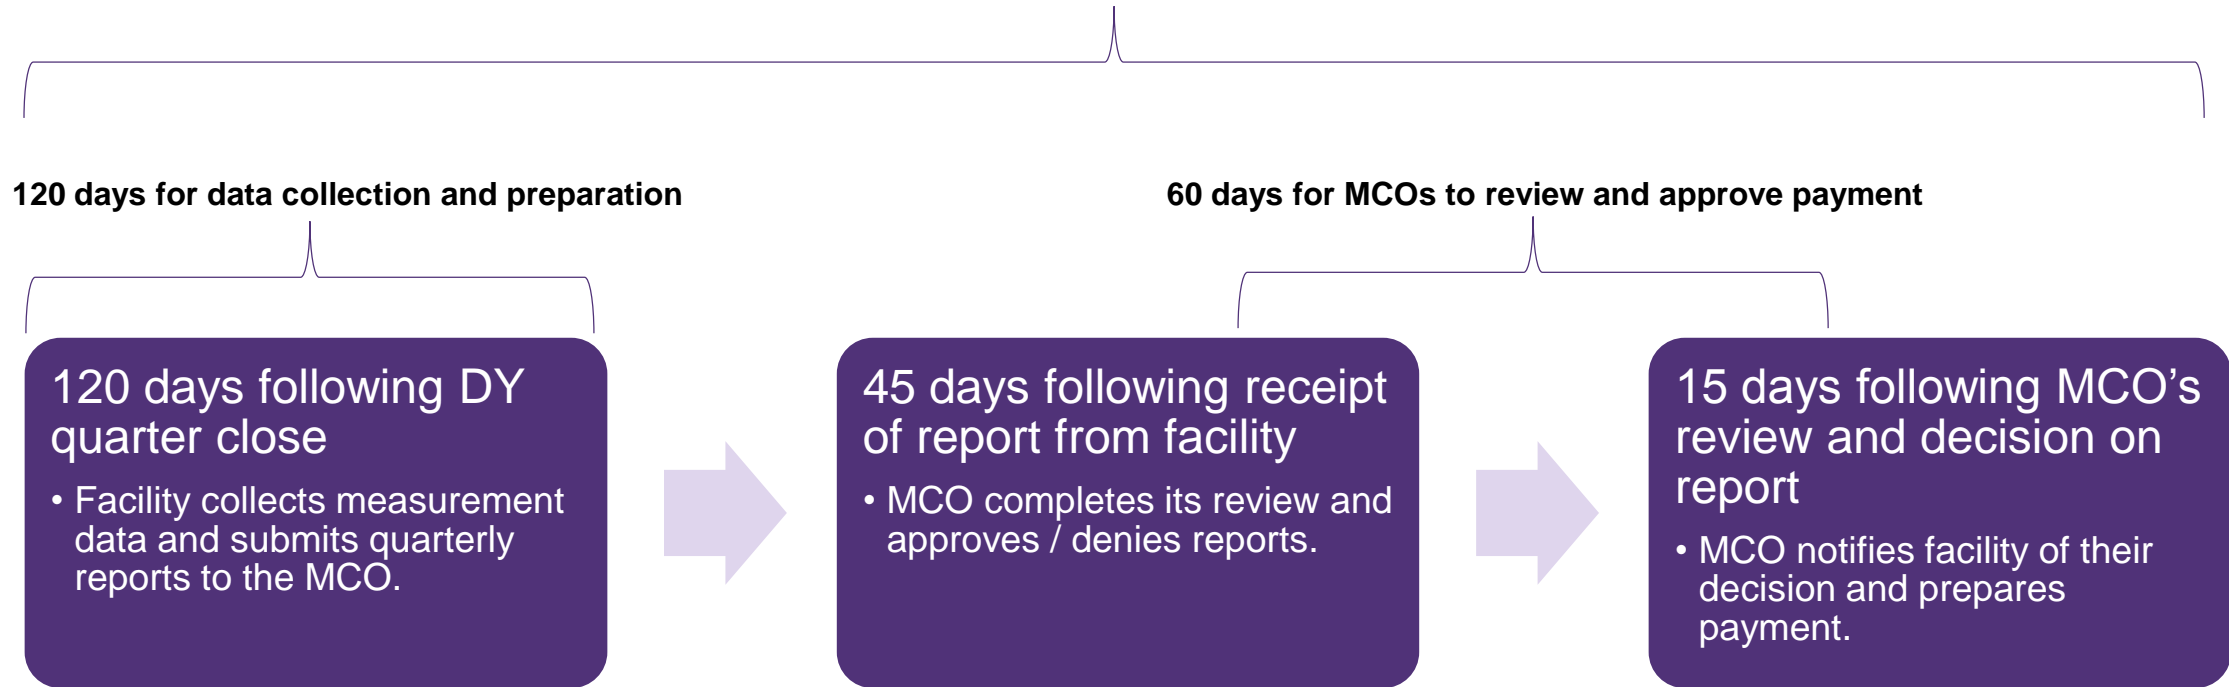 120 days for data collection and preparation
60 days for MCOs to review and approve payment
120 days following DY
quarter close
• Facility collects measurement
data and submits quarterly
reports to the MCO.
45 days following receipt
of report from facility
• MCO completes its review and
approves / denies reports.
15 days following MCO’s
review and decision on
report
• MCO notifies facility of their
decision and prepares
payment.